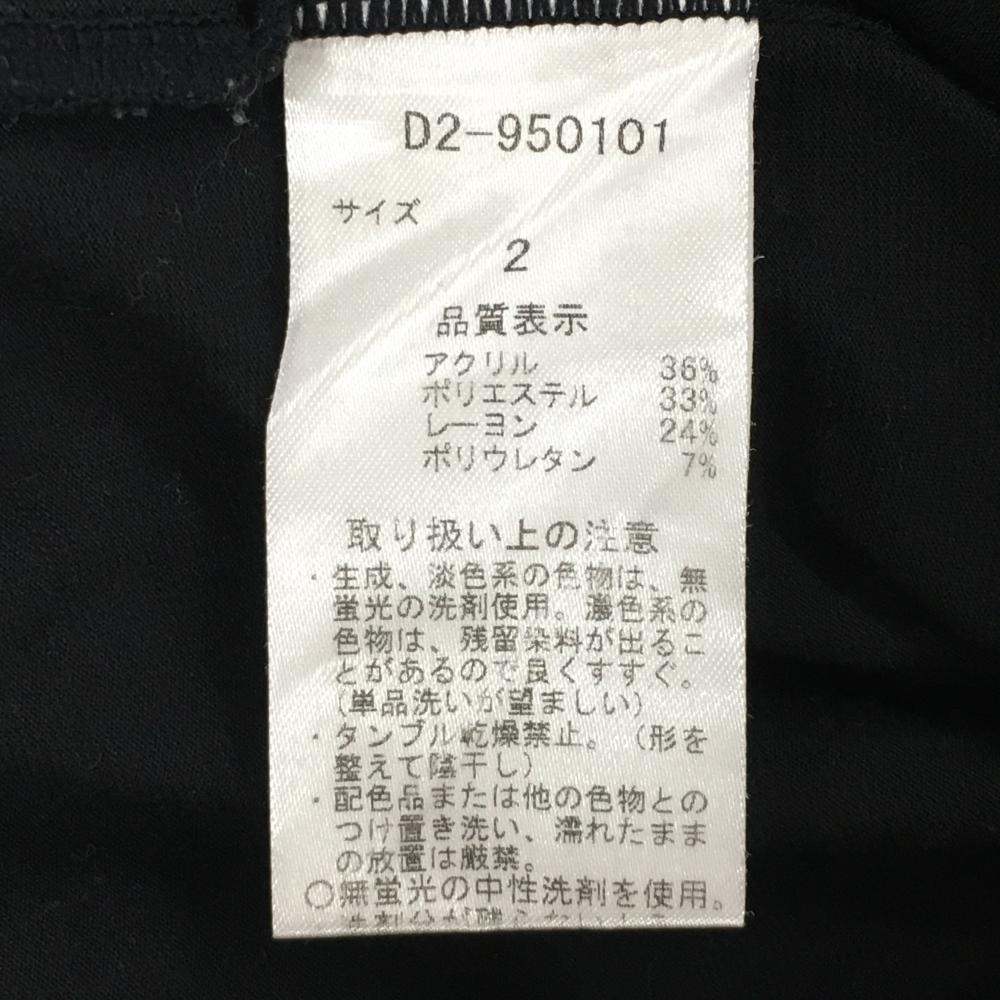 D2-950101
サイズ
2
品質表示
アクリル 36%
ポリエステル 33%
レーヨン 24%
ポリウレタン 7%
取り扱い上の注意
・生成、淡色系の色物は、無
蛍光の洗剤使用。濃色系の
色物は、残留染料が出るこ
とがあるので良くすすぐ。
(単品洗いが望ましい)
・タンブル乾燥禁止。(形を
整えて陰干し)
・配色品または他の色物との
つけ置き洗い、濡れたまま
の放置は厳禁。
○無蛍光の中性洗剤を使用。